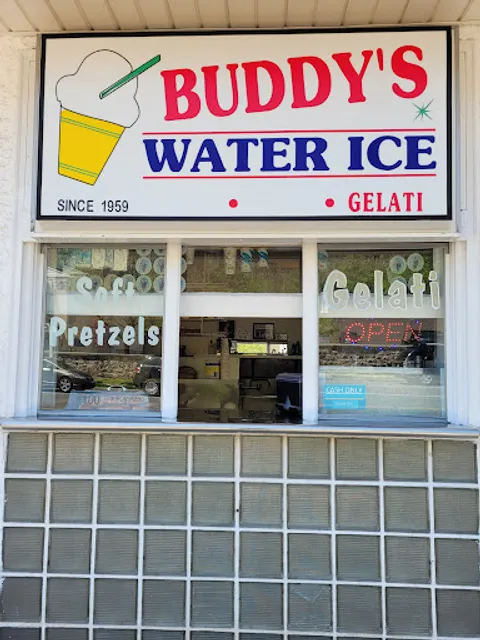 BUDDY'S
WATER ICE
SINCE 1959
• • GELATI
Soft
Pretzels
Gelati
OPEN
CASH ONLY